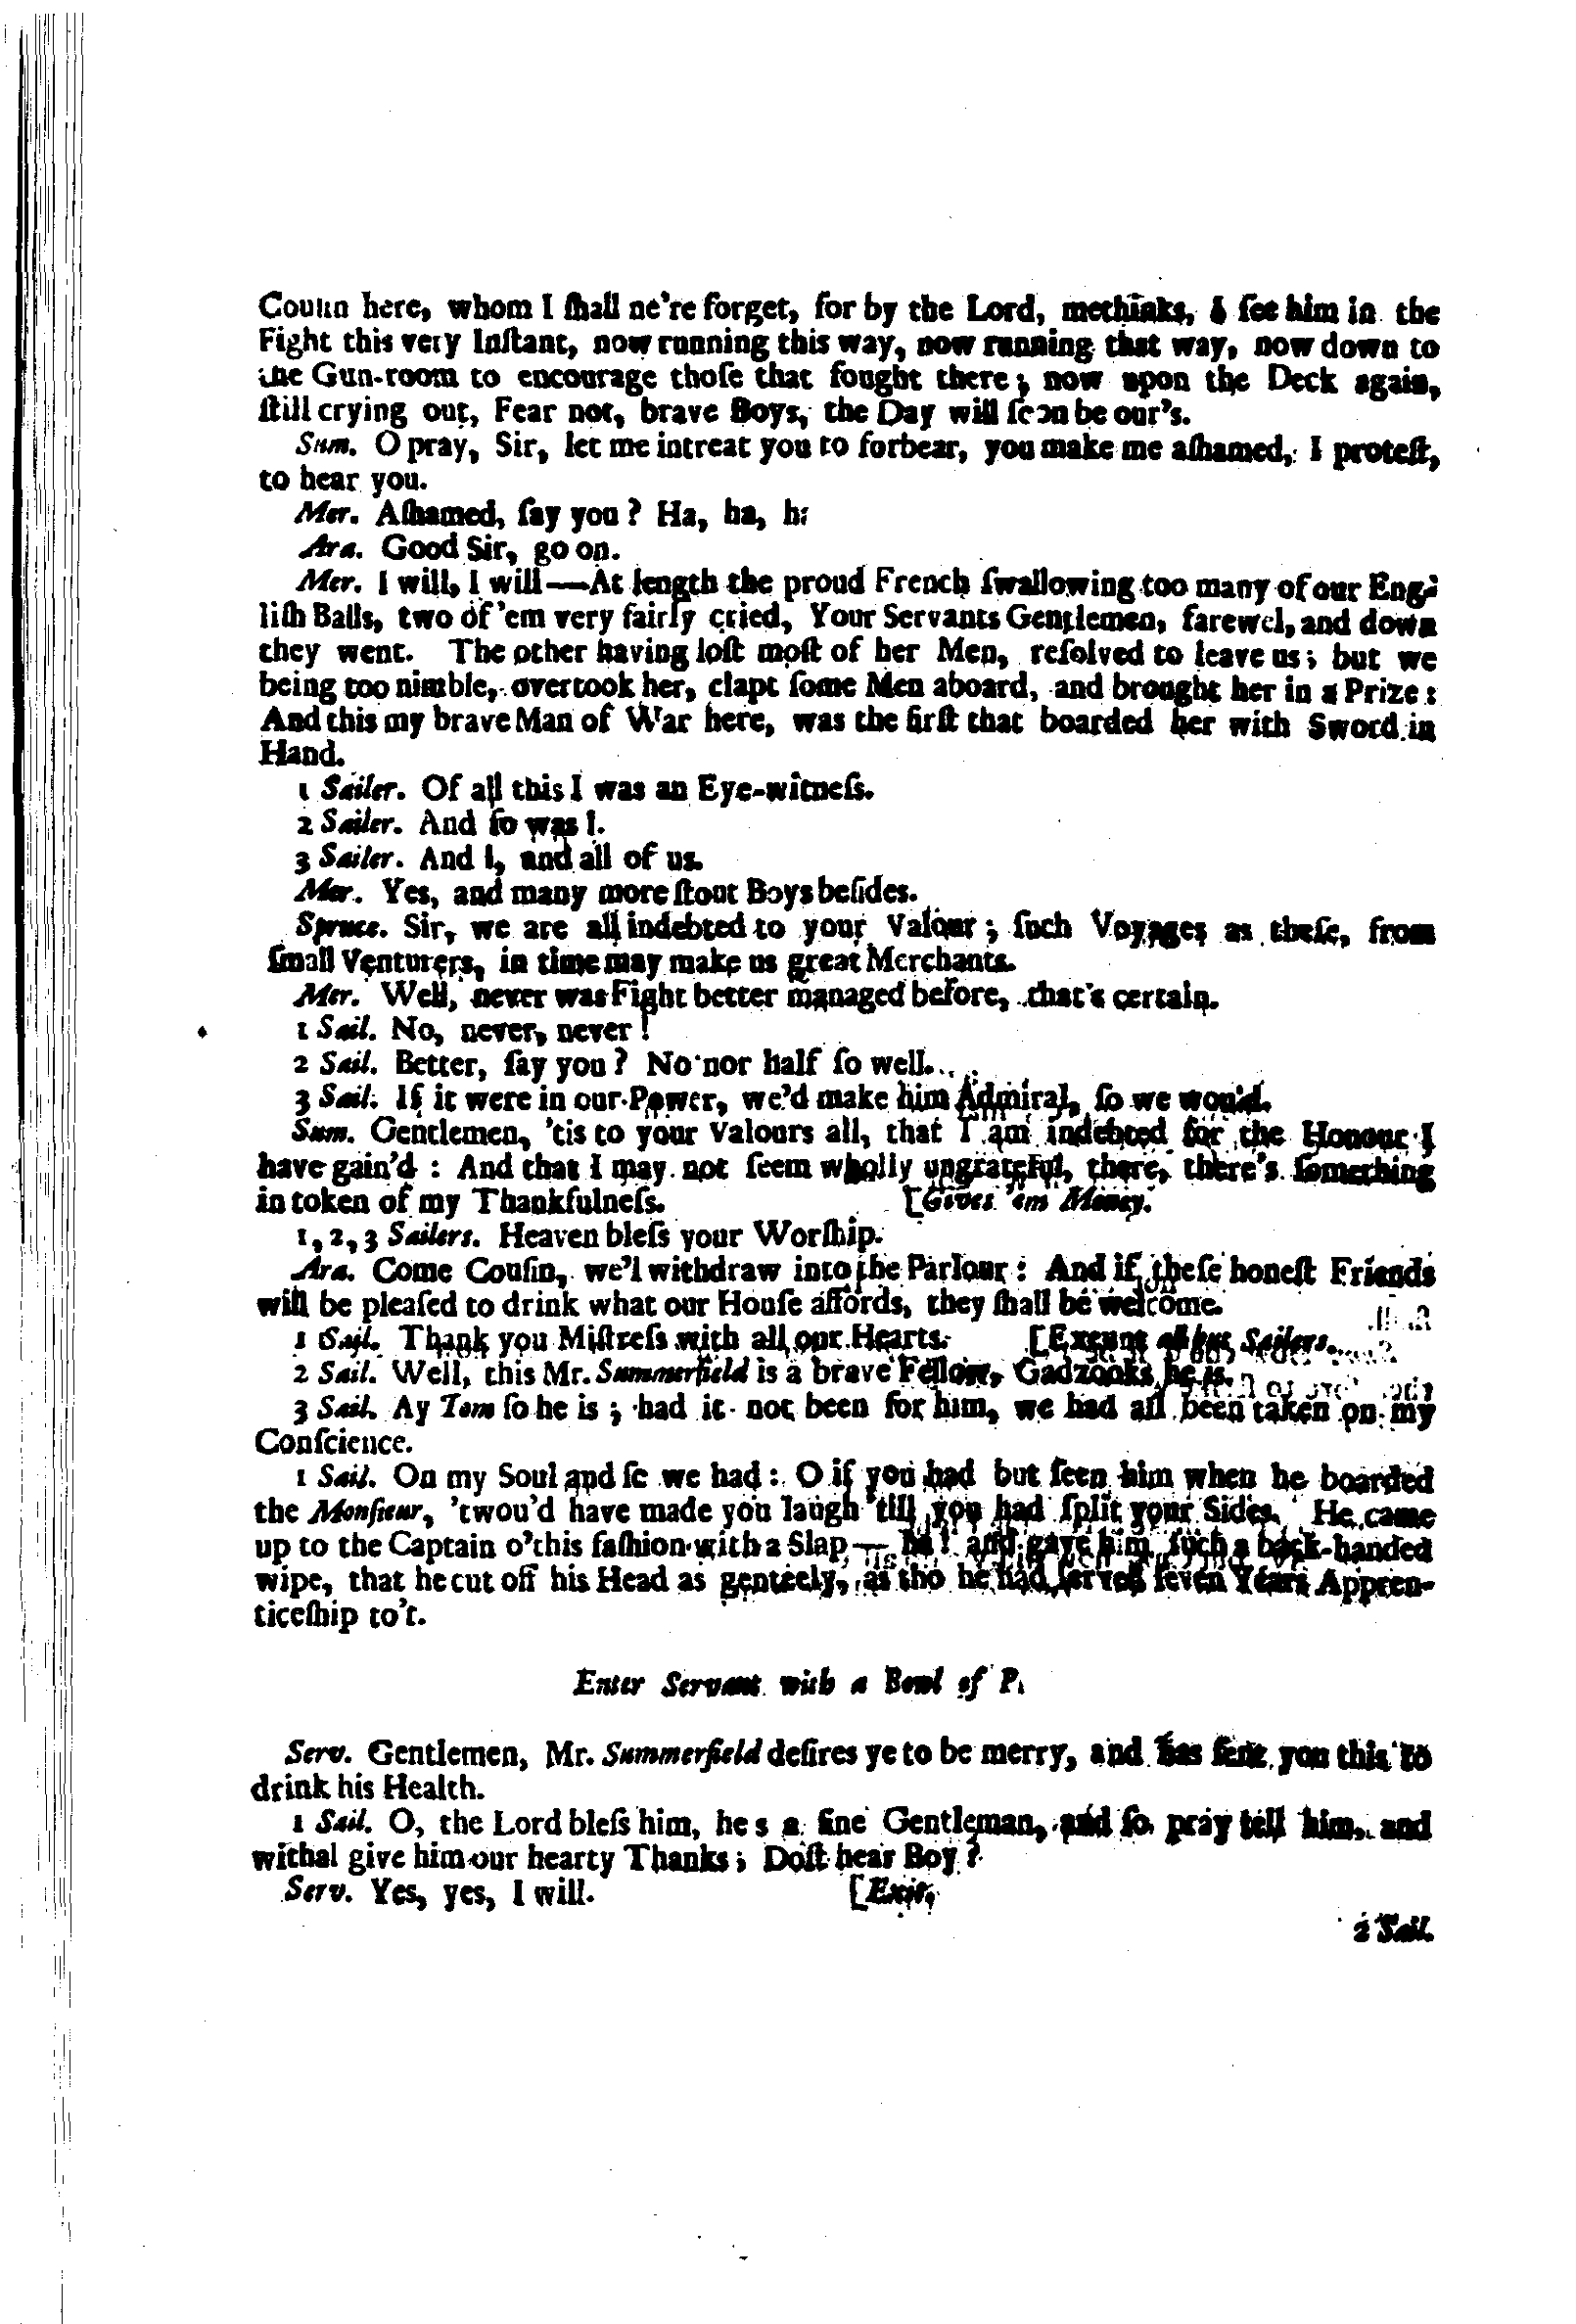 Cousin here, whom I ſhall ne're forget, for by the Lord, methinks, I ſee him in the
Fight this very Inſtant, now running this way, now running that way, now down to
the Gun-room to encourage thoſe that fought there; now upon the Deck again,
ſtill crying out, Fear not, brave Boys, the Day will ſoon be our's.
Sum. O pray, Sir, let me intreat you to forbear, you make me aſhamed, I proteſt,
to hear you.
Mer. Aſhamed, ſay you? Ha, ha, h
Ara. Good Sir, go on.
Mer. I will, I will—At length the proud French ſwallowing too many of our Eng-
liſh Balls, two of 'em very fairly cried, Your Servants Gentlemen, farewel, and down
they went. The other having loſt moſt of her Men, reſolved to leave us; but we
being too nimble, overtook her, clapt ſome Men aboard, and brought her in a Prize:
And this my brave Man of War here, was the firſt that boarded her with Sword in
Hand.
1 Sailer. Of all this I was an Eye-witneſs.
2 Sailer. And ſo was I.
3 Sailer. And I, and all of us.
Mer. Yes, and many more ſtout Boys beſides.
Spruce. Sir, we are all indebted to your Valour; ſuch Voyages as theſe, from
ſmall Venturers, in time may make us great Merchants.
Mer. Well, never was Fight better managed before, that's certain.
1 Sail. No, never, never!
2 Sail. Better, ſay you? No nor half ſo well.
3 Sail. If it were in our Power, we'd make him Admiral, ſo we wou'd.
Sum. Gentlemen, 'tis to your Valours all, that I am indebted for the Honour I
have gain'd: And that I may not ſeem wholly ungrateful, there, there's ſomething
in token of my Thankfulneſs. [Gives 'em Money.
1, 2, 3 Sailers. Heaven bleſs your Worſhip.
Ara. Come Couſin, we'l withdraw into the Parlour: And if theſe honeſt Friends
will be pleaſed to drink what our Houſe affords, they ſhall be welcome.
1 Sail. Thank you Miſtreſs with all our Hearts. [Exeunt all but Sailers.
2 Sail. Well, this Mr. Summerfield is a brave Fellow, Gadzooks he is.
3 Sail. Ay Tom ſo he is; had it not been for him, we had all been taken on my
Conſcience.
1 Sail. On my Soul and ſo we had: O if you had but ſeen him when he boarded
the Monſieur, 'twou'd have made you laugh 'till you had ſplit your Sides. He came
up to the Captain o'this faſhion with a Slap— ha! and gave him ſuch a back-handed
wipe, that he cut off his Head as genteely, as tho he had ſerved ſeven Years Appren-
ticeſhip to't.
Enter Servant with a Bowl of P
Serv. Gentlemen, Mr. Summerfield deſires ye to be merry, and has ſent you this to
drink his Health.
1 Sail. O, the Lord bleſs him, he s a fine Gentleman, and ſo pray tell him, and
withal give him our hearty Thanks; Doſt hear Boy?
Serv. Yes, yes, I will. [Exit.
2 Sail.